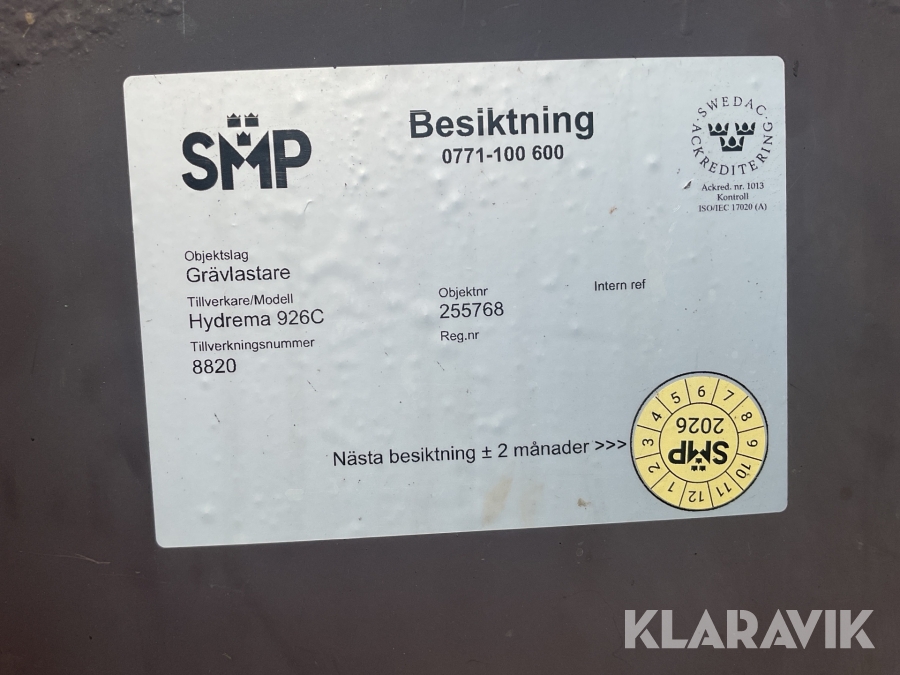 SMP
Besiktning
0771-100 600
SWEDAC
ACKREDITERING
Ackred. nr. 1013
Kontroll
ISO/IEC 17020 (A)
Objektslag
Grävlastare
Tillverkare/Modell
Hydrema 926C
Tillverkningsnummer
8820
Objektnr
255768
Reg.nr
Intern ref
Nästa besiktning ± 2 månader >>>
1 2 3 4 5 6 7 8 9 10 11 12
SMP
2026
KLARAVIK